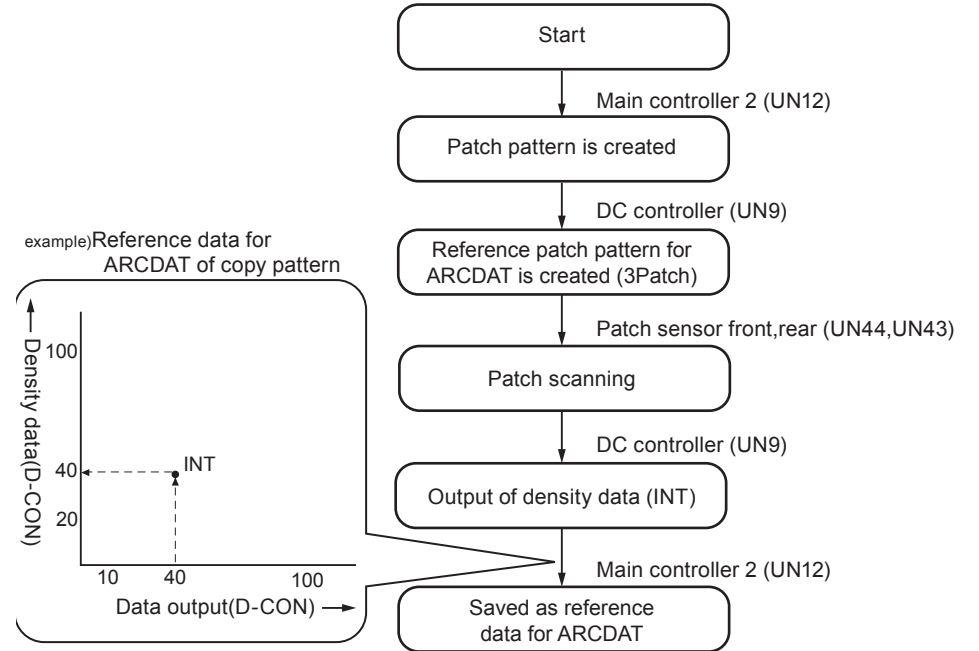 Start
Main controller 2 (UN12)
Patch pattern is created
DC controller (UN9)
Reference patch pattern for
ARCDAT is created (3Patch)
Patch sensor front,rear (UN44,UN43)
Patch scanning
DC controller (UN9)
Output of density data (INT)
Main controller 2 (UN12)
Saved as reference
data for ARCDAT
example)Reference data for
ARCDAT of copy pattern
Density data(D-CON)
100
40
20
INT
10 40 100
Data output(D-CON)